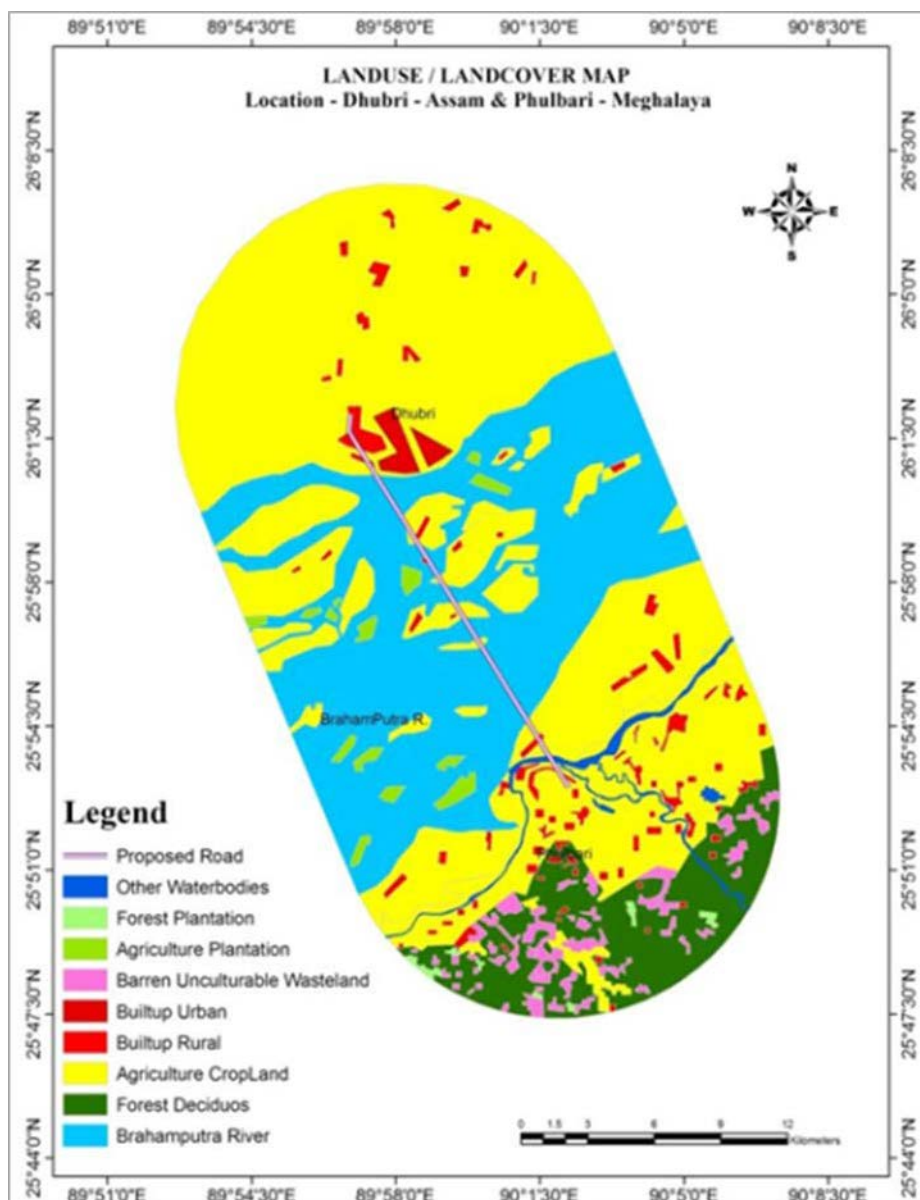 89°51'0"E 89°54'30"E 89°58'0"E 90°1'30"E 90°5'0"E 90°8'30"E
LANDUSE / LANDCOVER MAP
Location - Dhubri - Assam & Phulbari - Meghalaya
N
W E
S
26°8'30"N 26°8'30"N
26°5'0"N 26°5'0"N
Dhubri
26°1'30"N 26°1'30"N
25°58'0"N 25°58'0"N
BrahamPutra R.
25°54'30"N 25°54'30"N
25°51'0"N 25°51'0"N
25°47'30"N 25°47'30"N
25°44'0"N 25°44'0"N
Legend
Proposed Road
Other Waterbodies
Forest Plantation
Agriculture Plantation
Barren Unculturable Wasteland
Builtup Urban
Builtup Rural
Agriculture CropLand
Forest Deciduos
Brahamputra River
0 1.5 3 6 9 12
Kilometers
89°51'0"E 89°54'30"E 89°58'0"E 90°1'30"E 90°5'0"E 90°8'30"E